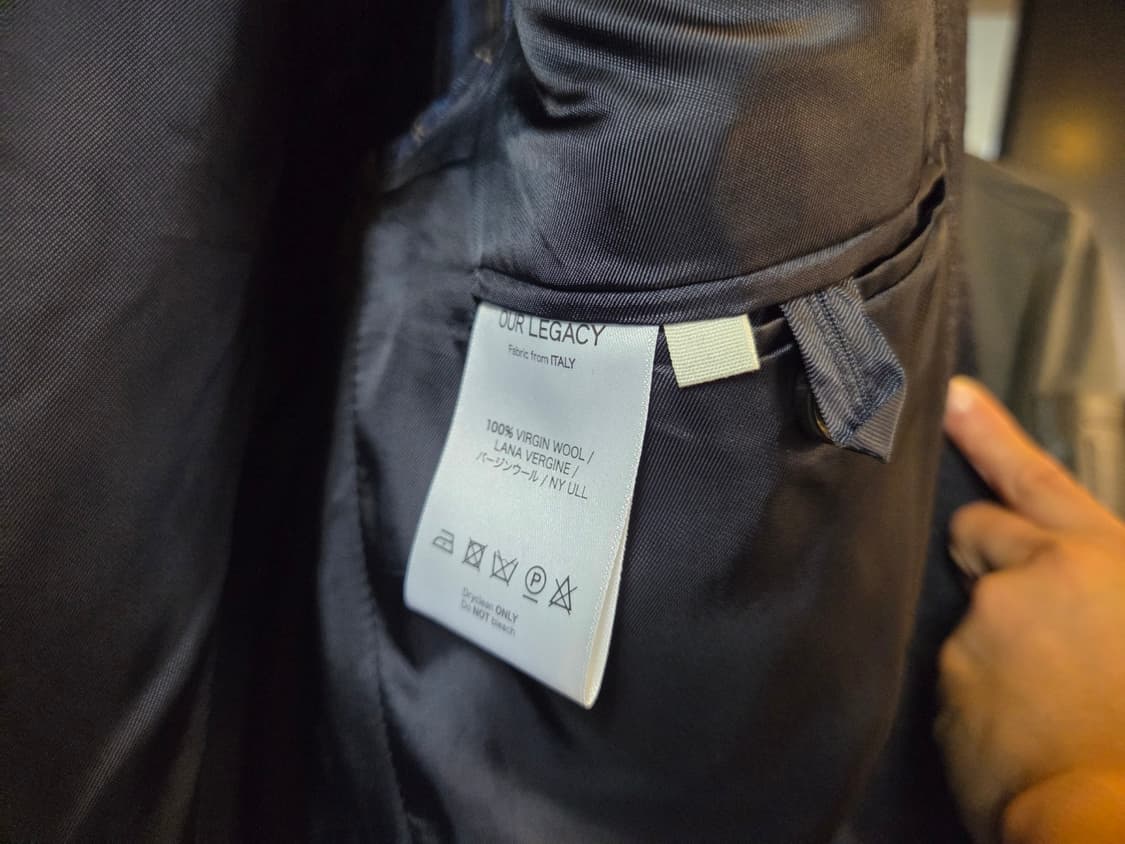 OUR LEGACY
Fabric from ITALY
100% VIRGIN WOOL /
LANA VERGINE /
バージンウール / NY ULL
P
Dryclean ONLY
Do NOT bleach